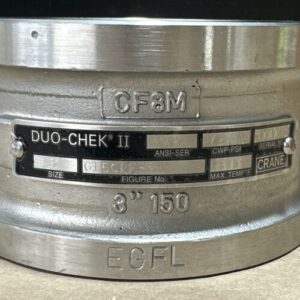 CF8M
DUO-CHEK® II
ANSI-SER
CWP-PSI
SIZE
FIGURE No.
MAX TEMP°F
CRANE
3" 150
EGFL